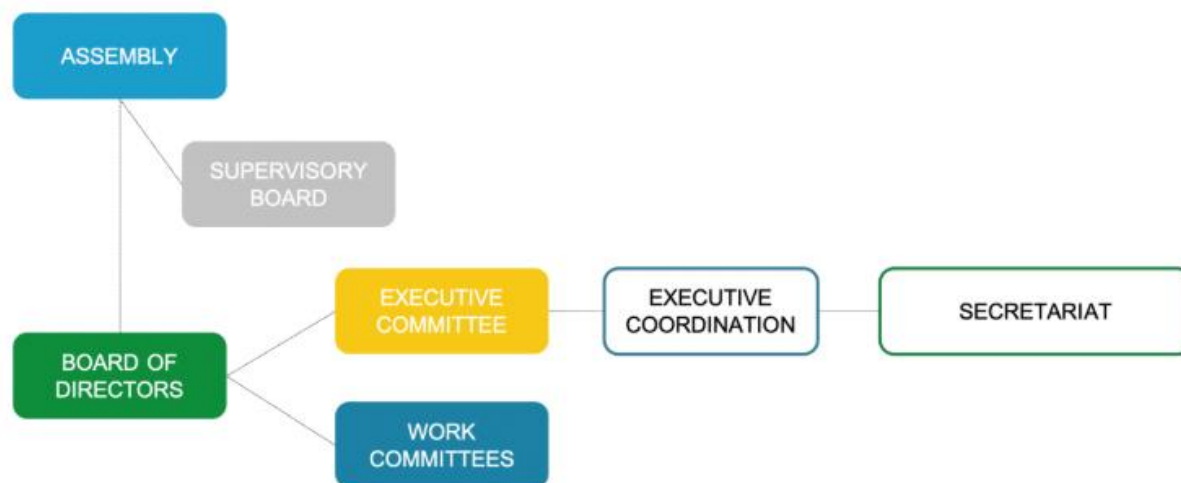 ASSEMBLY
SUPERVISORY
BOARD
EXECUTIVE
COMMITTEE
EXECUTIVE
COORDINATION
SECRETARIAT
BOARD OF
DIRECTORS
WORK
COMMITTEES